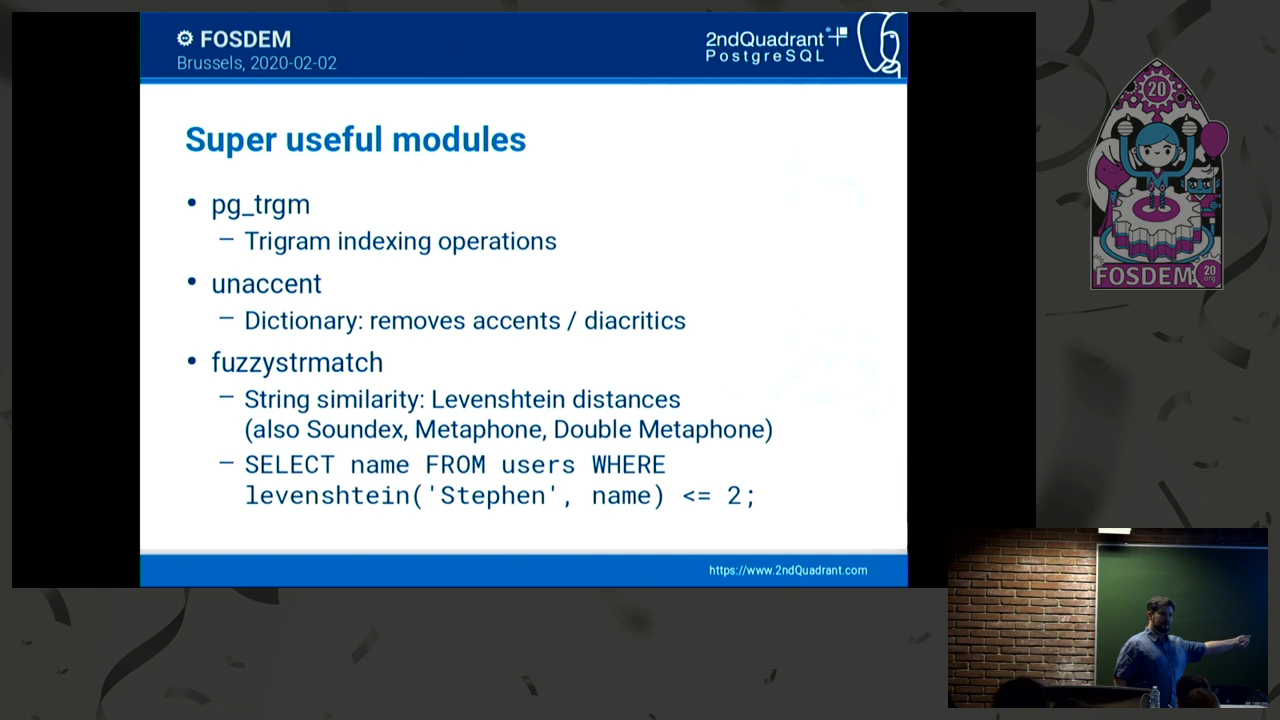 FOSDEM
Brussels, 2020-02-02
2ndQuadrant
PostgreSQL
Super useful modules
• pg_trgm
– Trigram indexing operations
• unaccent
– Dictionary: removes accents / diacritics
• fuzzystrmatch
– String similarity: Levenshtein distances
(also Soundex, Metaphone, Double Metaphone)
– SELECT name FROM users WHERE
levenshtein('Stephen', name) <= 2;
https://www.2ndQuadrant.com
20
FOSDEM
20
.org